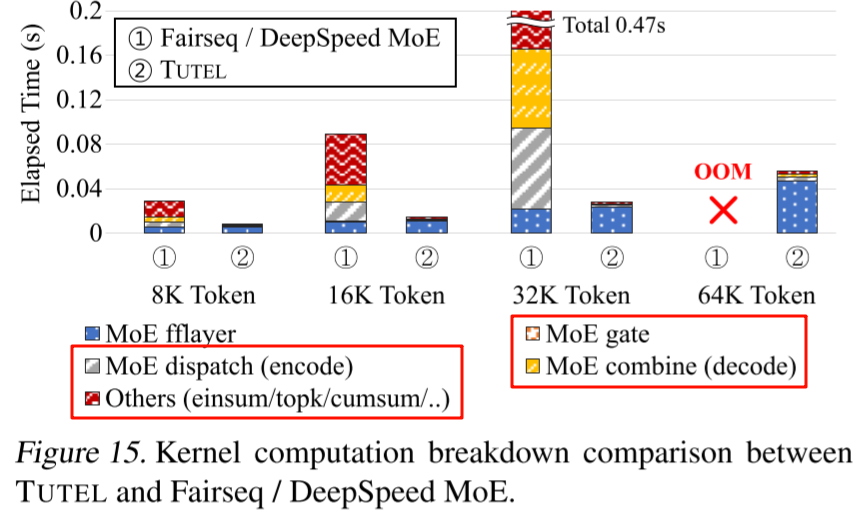 0.2
Total 0.47s
① Fairseq / DeepSpeed MoE
② TUTEL
0.16
0.12
0.08
0.04
0
Elapsed Time (s)
OOM
① ② ① ② ① ② ① ②
8K Token 16K Token 32K Token 64K Token
MoE fflayer
MoE gate
MoE dispatch (encode)
MoE combine (decode)
Others (einsum/topk/cumsum/..)
Figure 15. Kernel computation breakdown comparison between
TUTEL and Fairseq / DeepSpeed MoE.